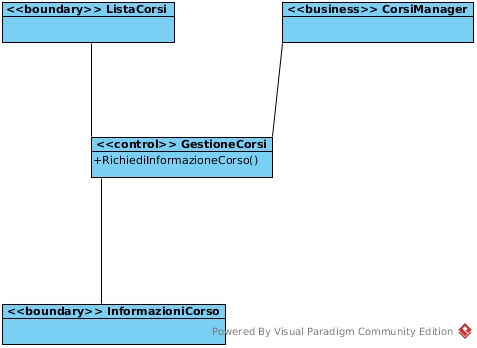 <<boundary>> ListaCorsi
<<business>> CorsiManager
<<control>> GestioneCorsi
+RichiediInformazioneCorso()
<<boundary>> InformazioniCorso
Powered By Visual Paradigm Community Edition